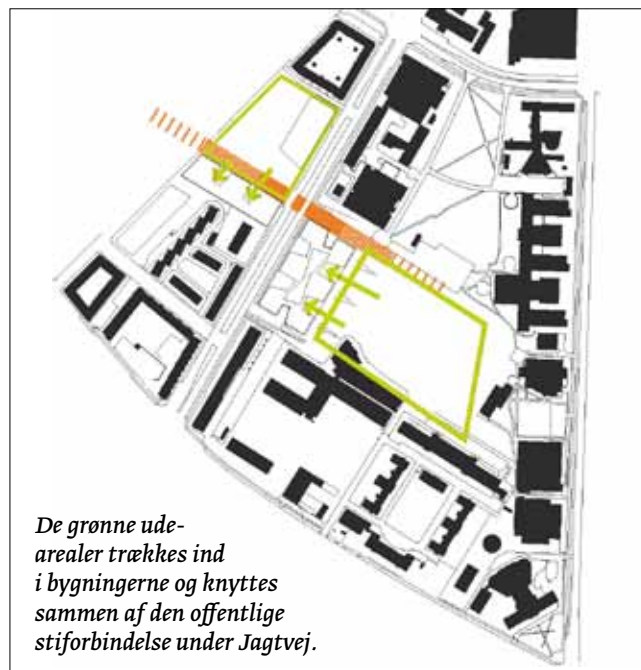 De grønne ude-
arealer trækkes ind
i bygningerne og knyttes
sammen af den offentlige
stiforbindelse under Jagtvej.